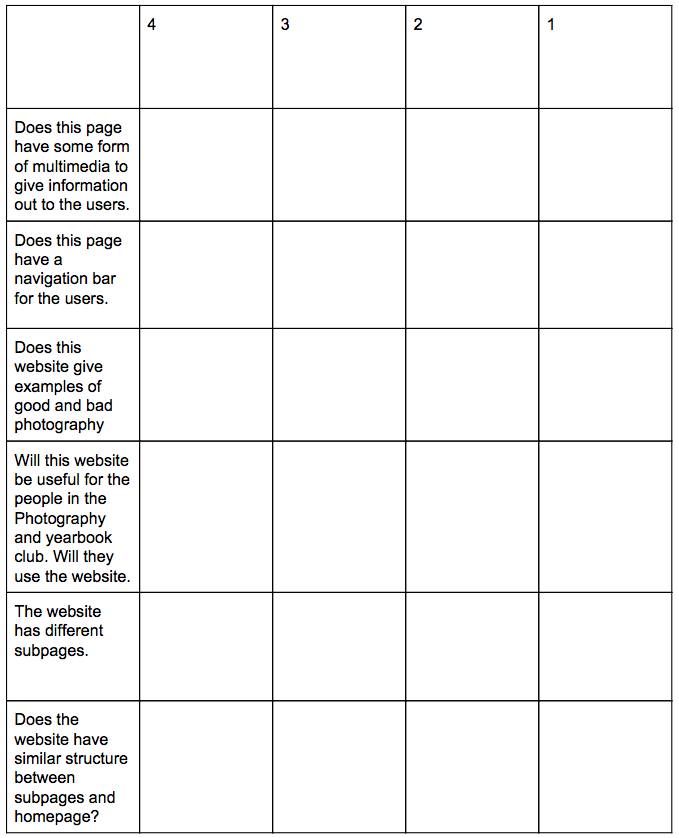 4 3 2 1
Does this page
have some form
of multimedia to
give information
out to the users.
Does this page
have a
navigation bar
for the users.
Does this
website give
examples of
good and bad
photography
Will this website
be useful for the
people in the
Photography
and yearbook
club. Will they
use the website.
The website
has different
subpages.
Does the
website have
similar structure
between
subpages and
homepage?